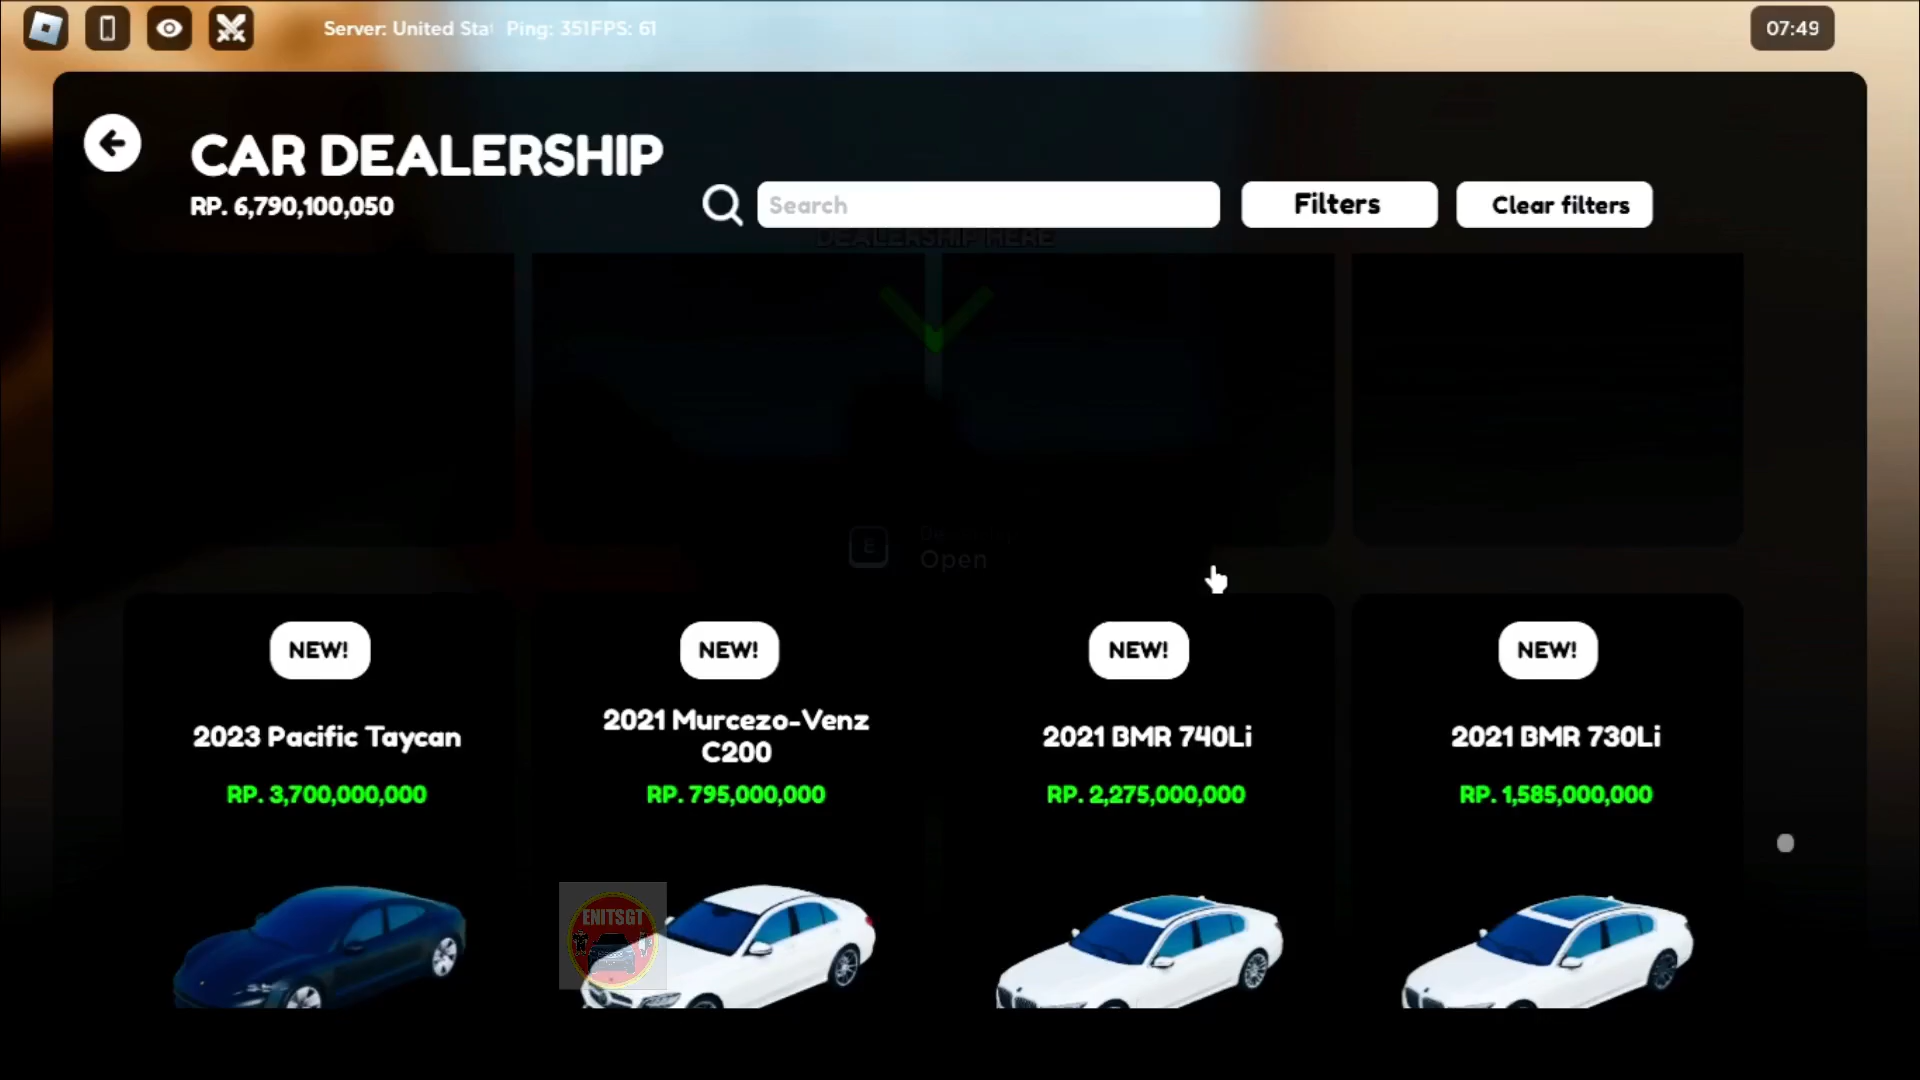 Server: United Stat Ping: 351FPS: 61
07:49
CAR DEALERSHIP
RP. 6,790,100,050
Search
Filters
Clear filters
DEALERSHIP HERE
E
Open
NEW!
NEW!
NEW!
NEW!
2023 Pacific Taycan
2021 Murcezo-Venz
C200
2021 BMR 740Li
2021 BMR 730Li
RP. 3,700,000,000
RP. 795,000,000
RP. 2,275,000,000
RP. 1,585,000,000
ENITSGT